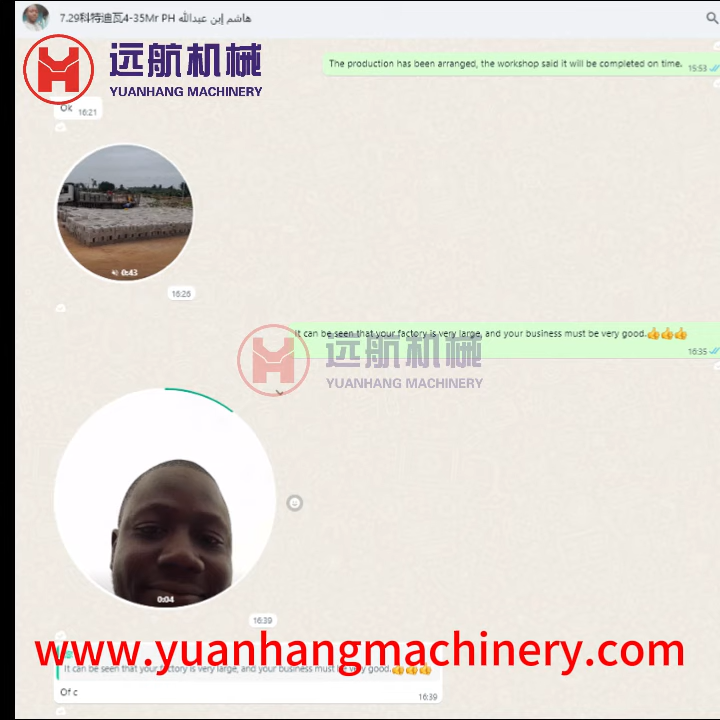 7.29科特迪瓦4-35Mr PH هاشم إبن عبدالله
远航机械
YUANHANG MACHINERY
The production has been arranged, the workshop said it will be completed on time. 15:53
Ok 16:21
0:43
16:26
It can be seen that your factory is very large, and your business must be very good.👍👍👍
16:35
远航机械
YUANHANG MACHINERY
0:04
16:39
www.yuanhangmachinery.com
It can be seen that your factory is very large, and your business must be very good.👍👍👍
Of c 16:39